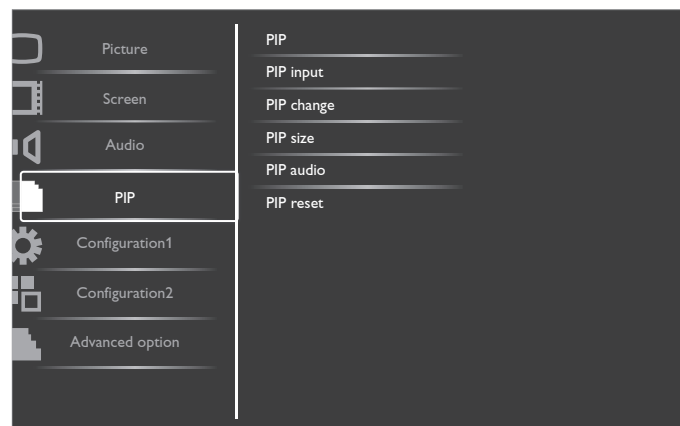 Picture
Screen
Audio
PIP
Configuration1
Configuration2
Advanced option
PIP
PIP input
PIP change
PIP size
PIP audio
PIP reset